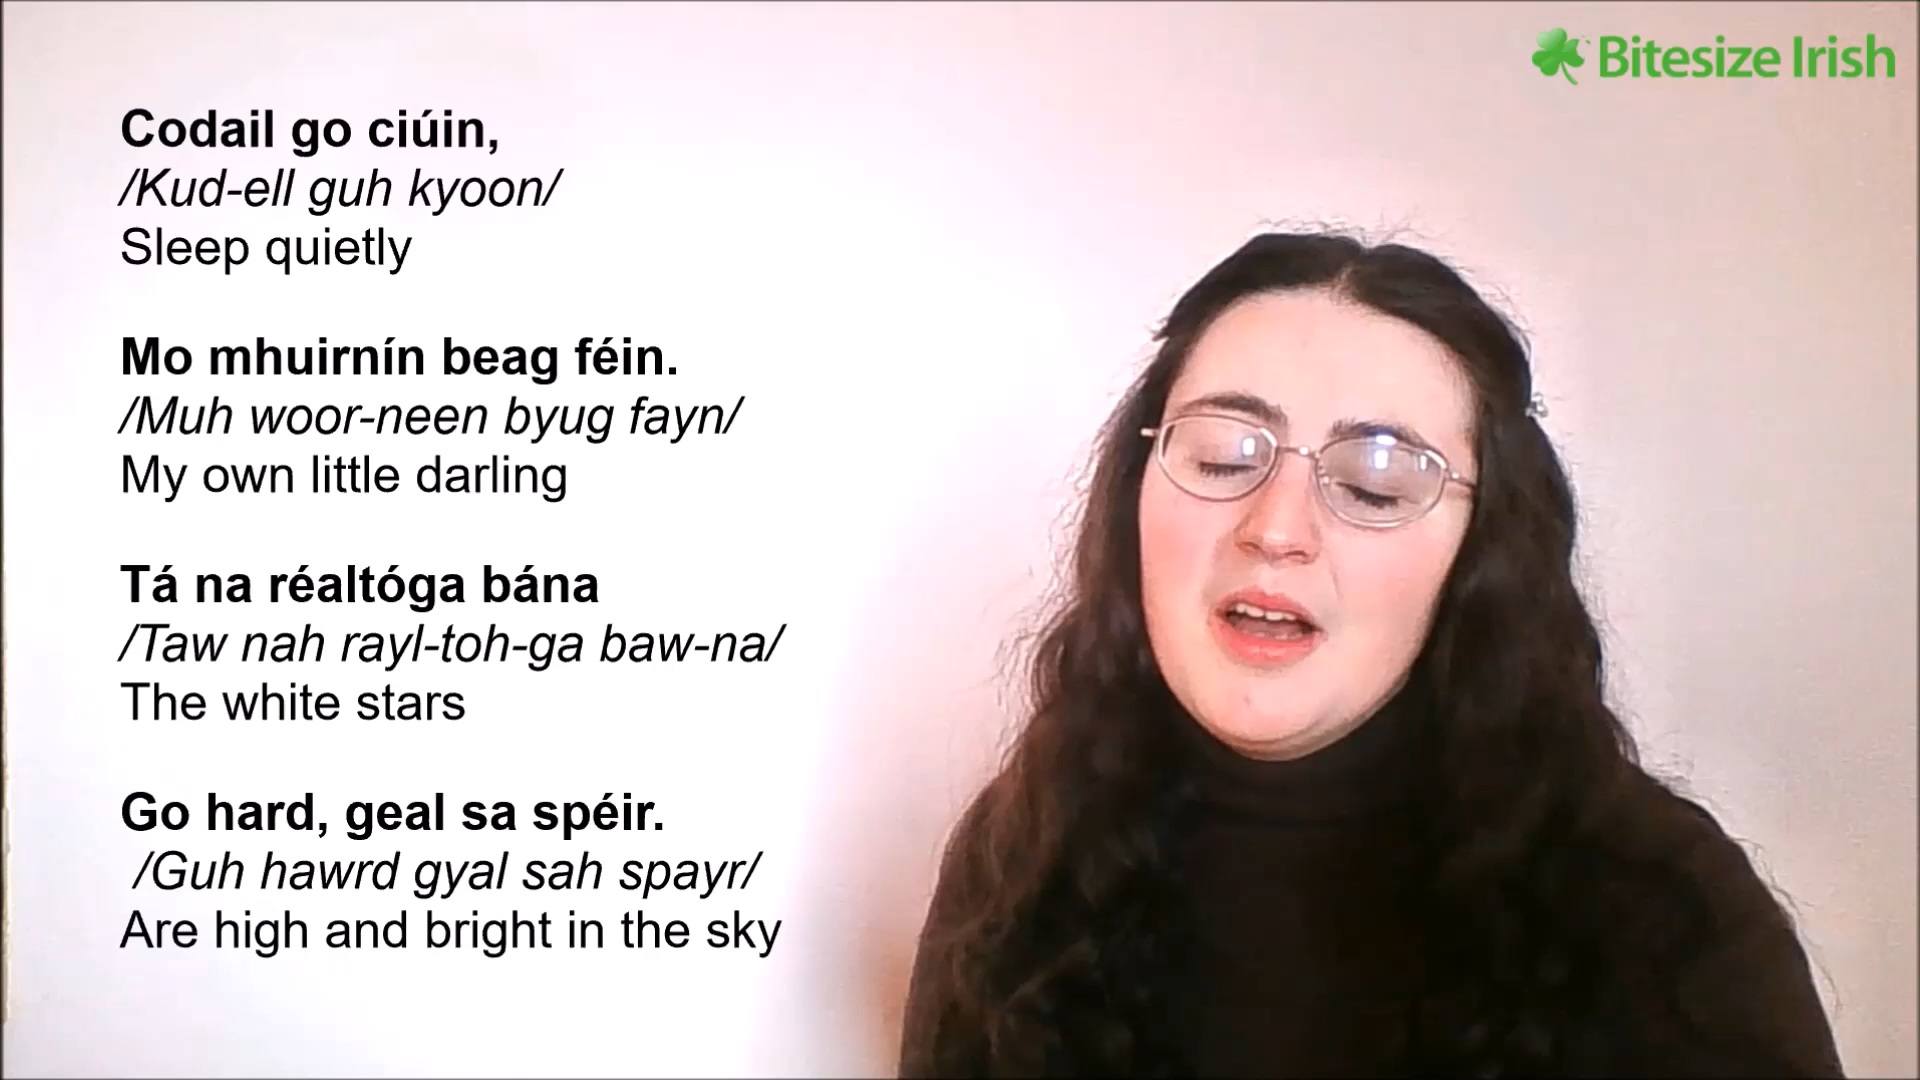 Bitesize Irish
Codail go ciúin,
/Kud-ell guh kyoon/
Sleep quietly
Mo mhuirnín beag féin.
/Muh woor-neen byug fayn/
My own little darling
Tá na réaltóga bána
/Taw nah rayl-toh-ga baw-na/
The white stars
Go hard, geal sa spéir.
/Guh hawrd gyal sah spayr/
Are high and bright in the sky